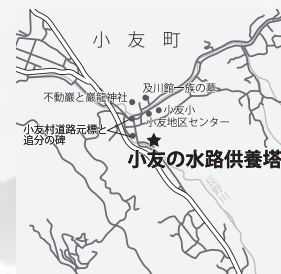 小友町
及川館一族の墓
不動巖と巖龍神社
小友小
小友地区センター
小友村道路元標と
追分の碑
小友の水路供養塔